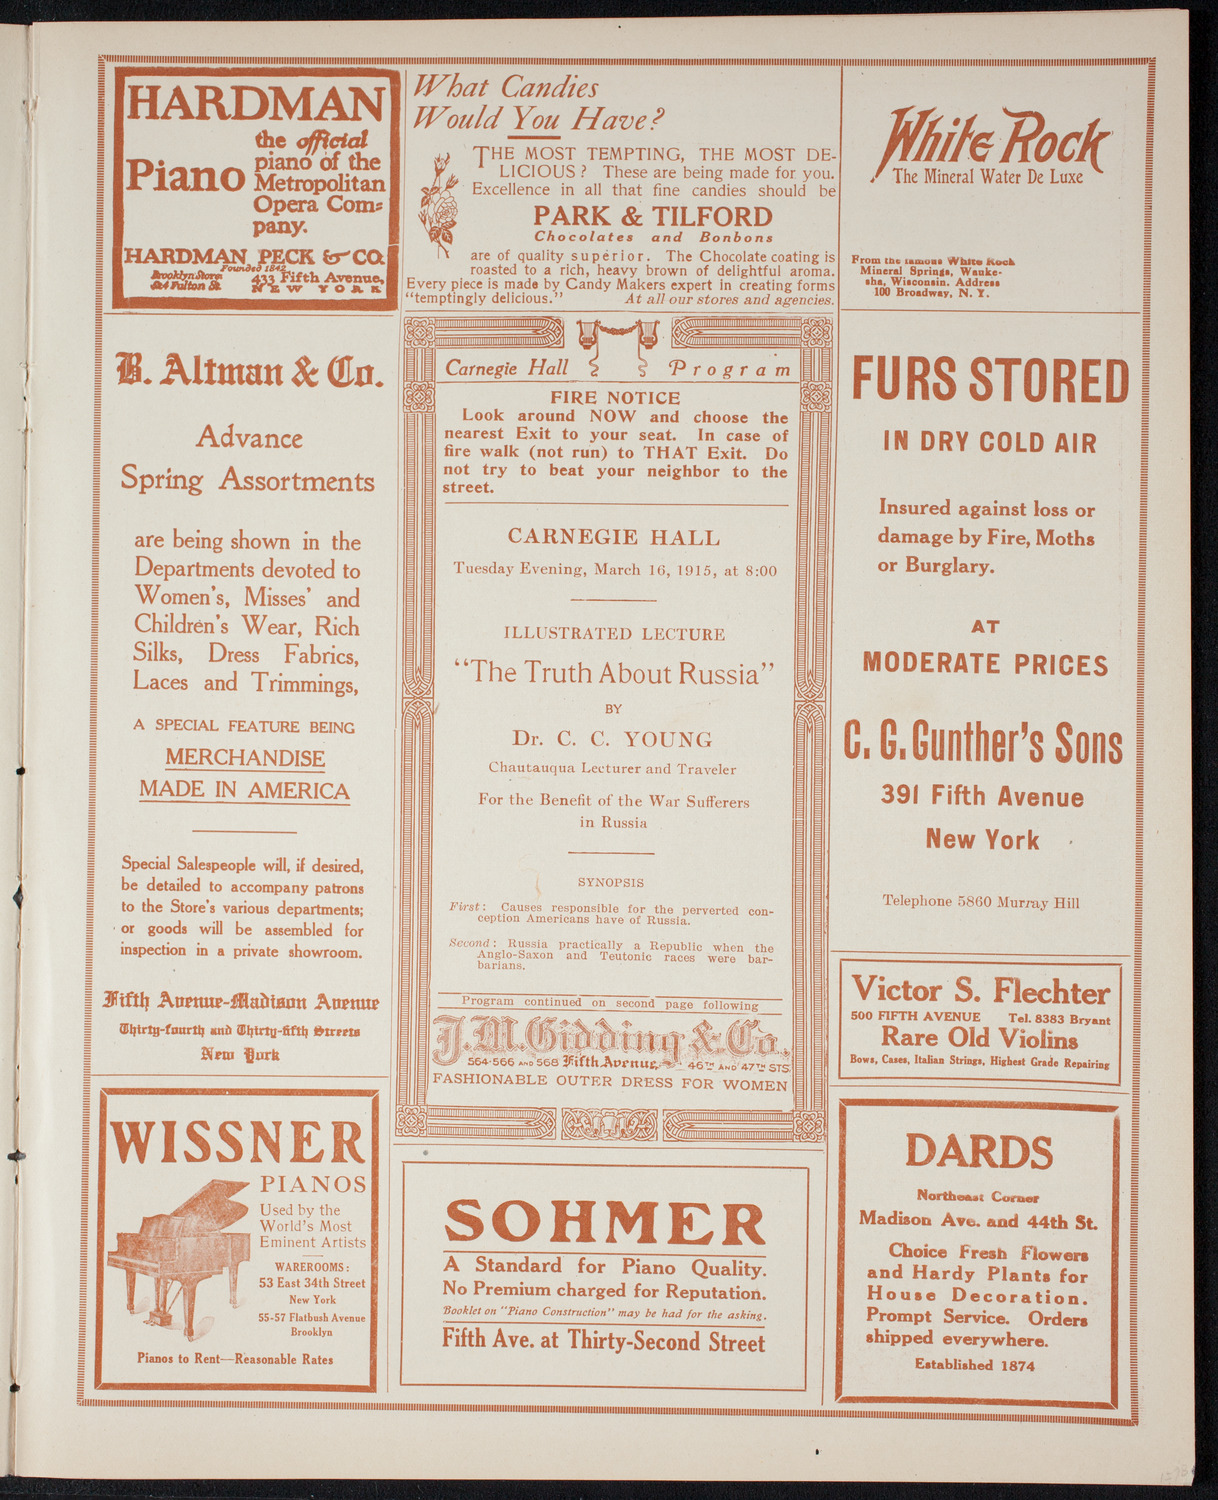 HARDMAN
Piano
the official
piano of the
Metropolitan
Opera Com=
pany.
HARDMAN, PECK & CO.
Founded 1842
Brooklyn Store
524 Fulton St.
433 Fifth Avenue,
NEW YORK
What Candies
Would You Have?
THE MOST TEMPTING, THE MOST DE-
LICIOUS? These are being made for you.
Excellence in all that fine candies should be
PARK & TILFORD
Chocolates and Bonbons
are of quality superior. The Chocolate coating is
roasted to a rich, heavy brown of delightful aroma.
Every piece is made by Candy Makers expert in creating forms
"temptingly delicious." At all our stores and agencies.
White Rock
The Mineral Water De Luxe
From the famous White Rock
Mineral Springs, Wauke-
sha, Wisconsin. Address
100 Broadway, N. Y.
B. Altman & Co.
Advance
Spring Assortments
are being shown in the
Departments devoted to
Women's, Misses' and
Children's Wear, Rich
Silks, Dress Fabrics,
Laces and Trimmings,
A SPECIAL FEATURE BEING
MERCHANDISE
MADE IN AMERICA
Special Salespeople will, if desired,
be detailed to accompany patrons
to the Store's various departments;
or goods will be assembled for
inspection in a private showroom.
Fifth Avenue-Madison Avenue
Thirty-fourth and Thirty-fifth Streets
New York
Carnegie Hall Program
FIRE NOTICE
Look around NOW and choose the
nearest Exit to your seat. In case of
fire walk (not run) to THAT Exit. Do
not try to beat your neighbor to the
street.
CARNEGIE HALL
Tuesday Evening, March 16, 1915, at 8:00
ILLUSTRATED LECTURE
"The Truth About Russia"
BY
Dr. C. C. YOUNG
Chautauqua Lecturer and Traveler
For the Benefit of the War Sufferers
in Russia
SYNOPSIS
First: Causes responsible for the perverted con-
ception Americans have of Russia.
Second: Russia practically a Republic when the
Anglo-Saxon and Teutonic races were bar-
barians.
Program continued on second page following
J.M. Gidding & Co.
564-566 AND 568 Fifth Avenue 46TH AND 47TH STS.
FASHIONABLE OUTER DRESS FOR WOMEN
FURS STORED
IN DRY COLD AIR
Insured against loss or
damage by Fire, Moths
or Burglary.
AT
MODERATE PRICES
C. G. Gunther's Sons
391 Fifth Avenue
New York
Telephone 5860 Murray Hill
Victor S. Flechter
500 FIFTH AVENUE Tel. 8383 Bryant
Rare Old Violins
Bows, Cases, Italian Strings, Highest Grade Repairing
WISSNER
PIANOS
Used by the
World's Most
Eminent Artists
WAREROOMS:
53 East 34th Street
New York
55-57 Flatbush Avenue
Brooklyn
Pianos to Rent—Reasonable Rates
SOHMER
A Standard for Piano Quality.
No Premium charged for Reputation.
Booklet on "Piano Construction" may be had for the asking.
Fifth Ave. at Thirty-Second Street
DARDS
Northeast Corner
Madison Ave. and 44th St.
Choice Fresh Flowers
and Hardy Plants for
House Decoration.
Prompt Service. Orders
shipped everywhere.
Established 1874